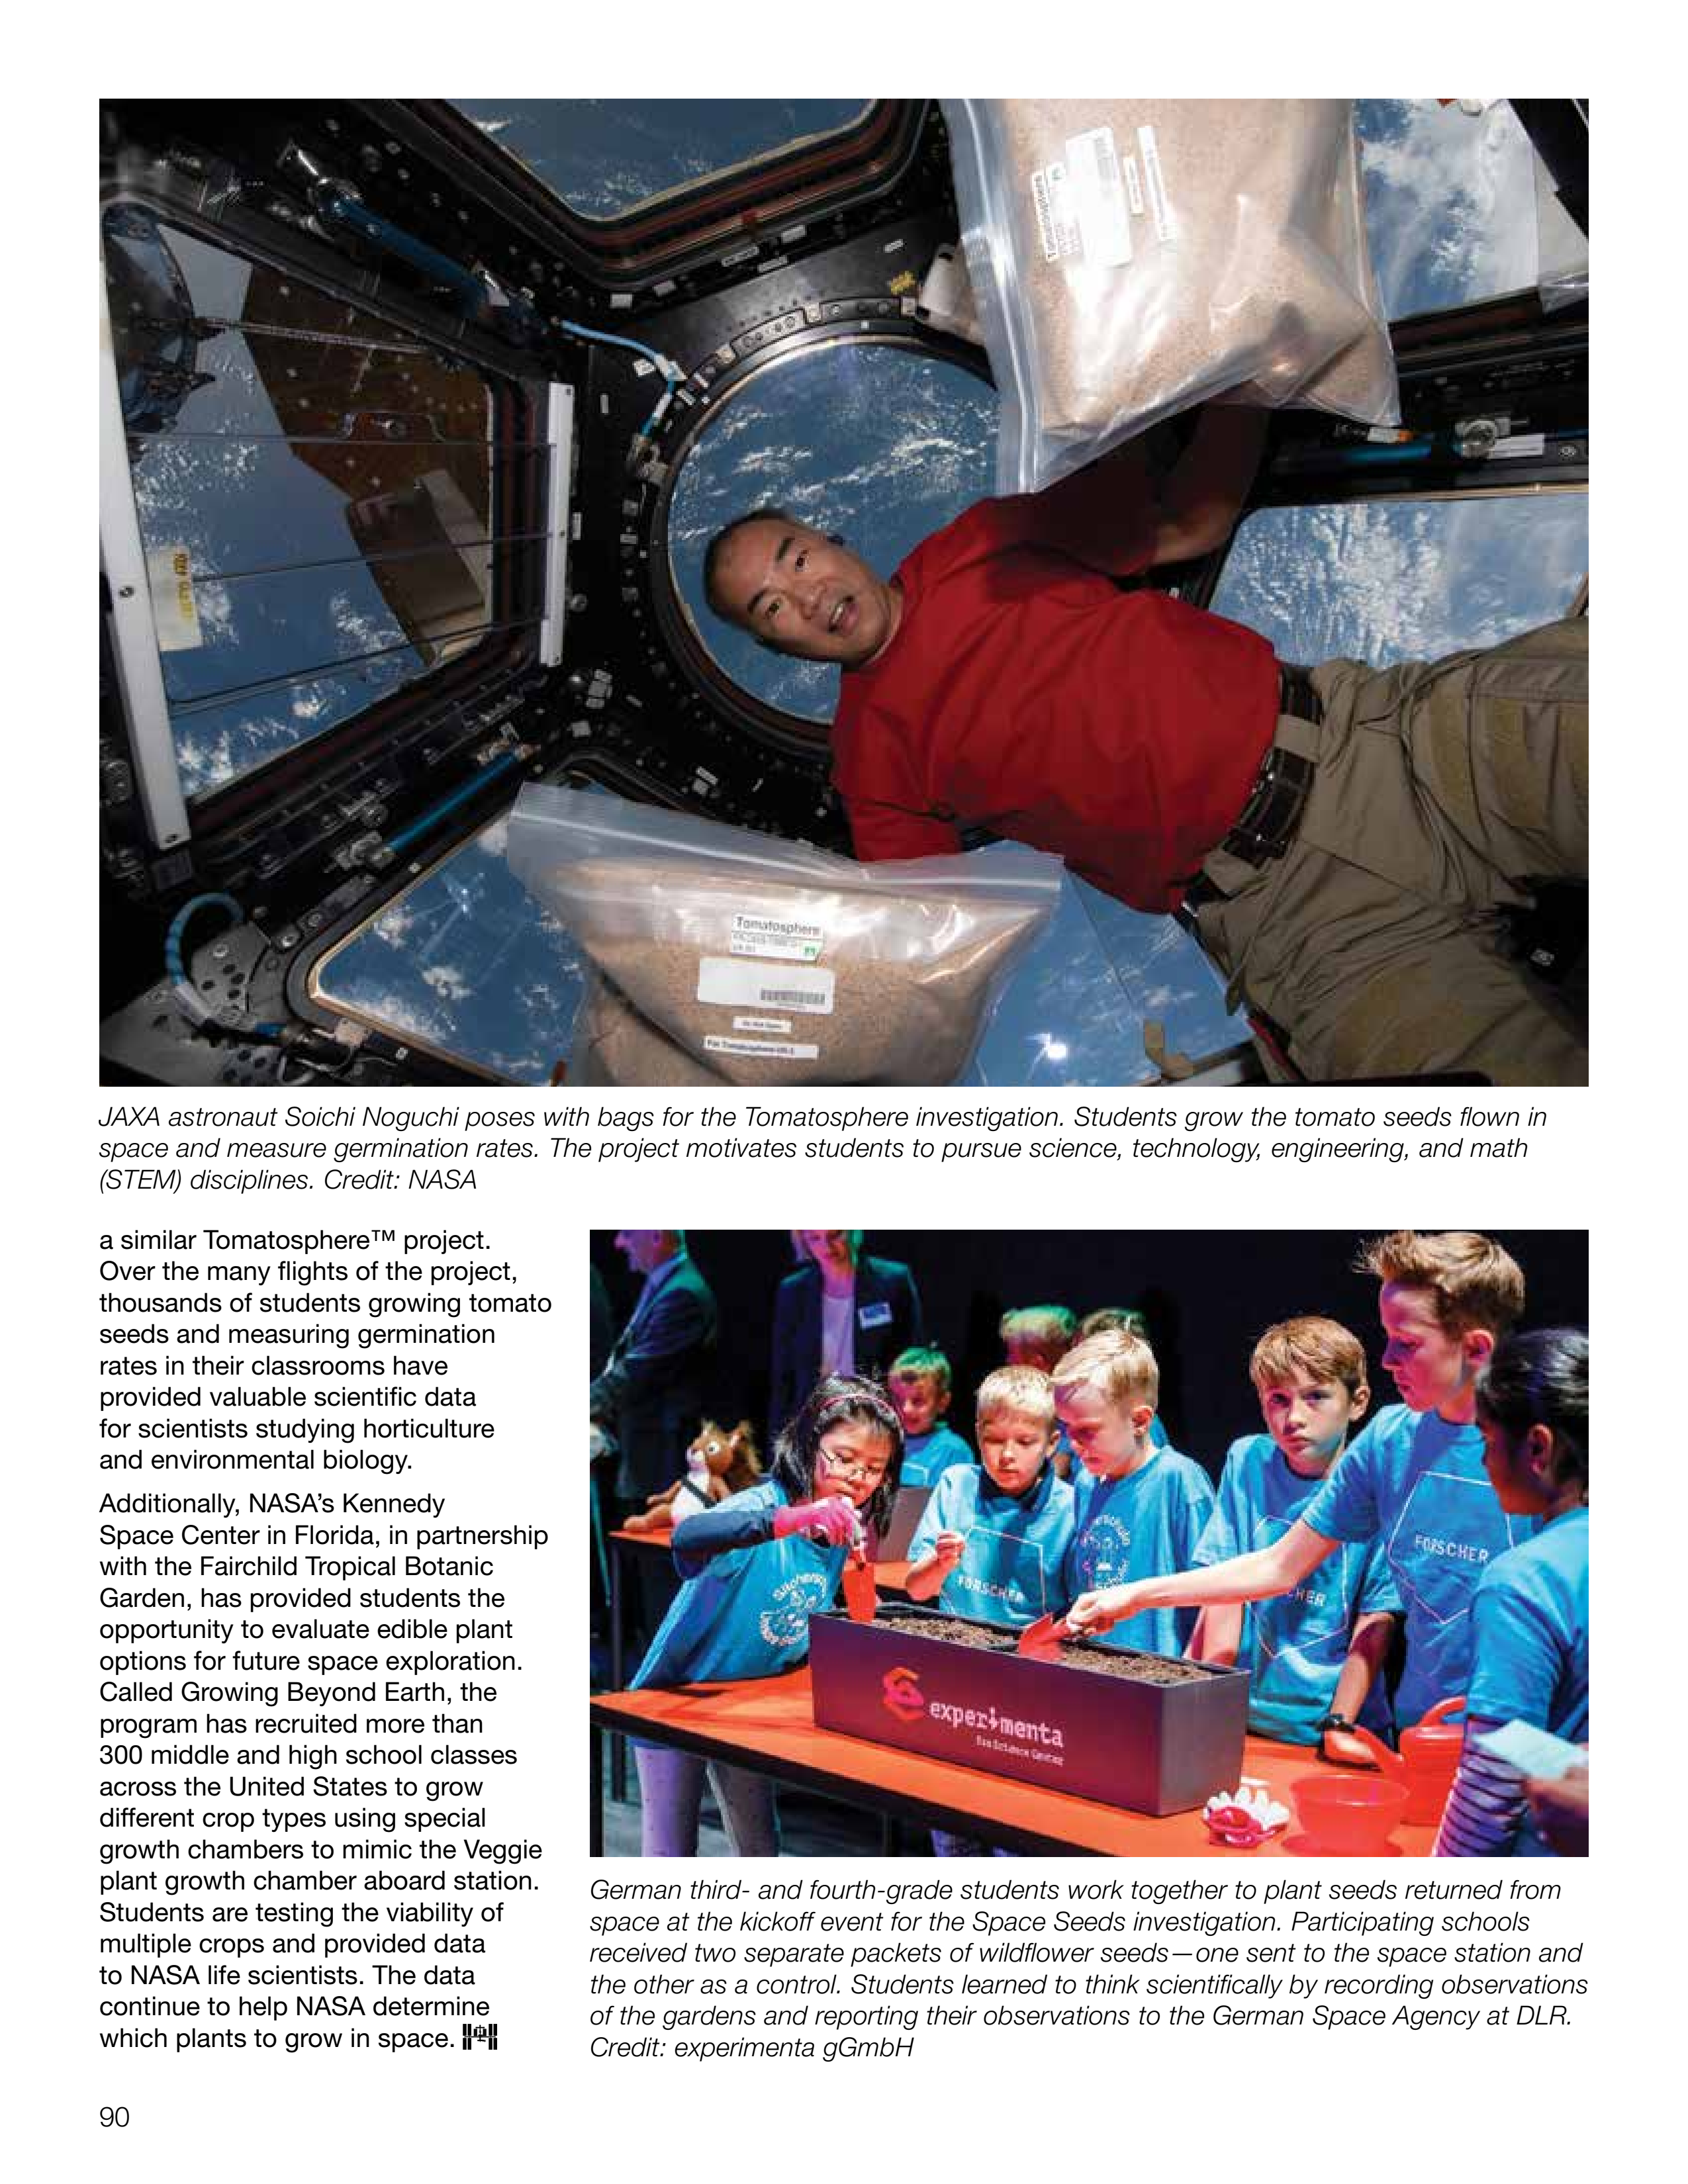 Tomatosphere
Tomatosphere
For Tomatosphere-US-1
JAXA astronaut Soichi Noguchi poses with bags for the Tomatosphere investigation. Students grow the tomato seeds flown in
space and measure germination rates. The project motivates students to pursue science, technology, engineering, and math
(STEM) disciplines. Credit: NASA
a similar Tomatosphere™ project.
Over the many flights of the project,
thousands of students growing tomato
seeds and measuring germination
rates in their classrooms have
provided valuable scientific data
for scientists studying horticulture
and environmental biology.
Additionally, NASA’s Kennedy
Space Center in Florida, in partnership
with the Fairchild Tropical Botanic
Garden, has provided students the
opportunity to evaluate edible plant
options for future space exploration.
Called Growing Beyond Earth, the
program has recruited more than
300 middle and high school classes
across the United States to grow
different crop types using special
growth chambers to mimic the Veggie
plant growth chamber aboard station.
Students are testing the viability of
multiple crops and provided data
to NASA life scientists. The data
continue to help NASA determine
which plants to grow in space.
FORSCHER
FORSCHER
experimenta
Das Science Center
German third- and fourth-grade students work together to plant seeds returned from
space at the kickoff event for the Space Seeds investigation. Participating schools
received two separate packets of wildflower seeds—one sent to the space station and
the other as a control. Students learned to think scientifically by recording observations
of the gardens and reporting their observations to the German Space Agency at DLR.
Credit: experimenta gGmbH
90